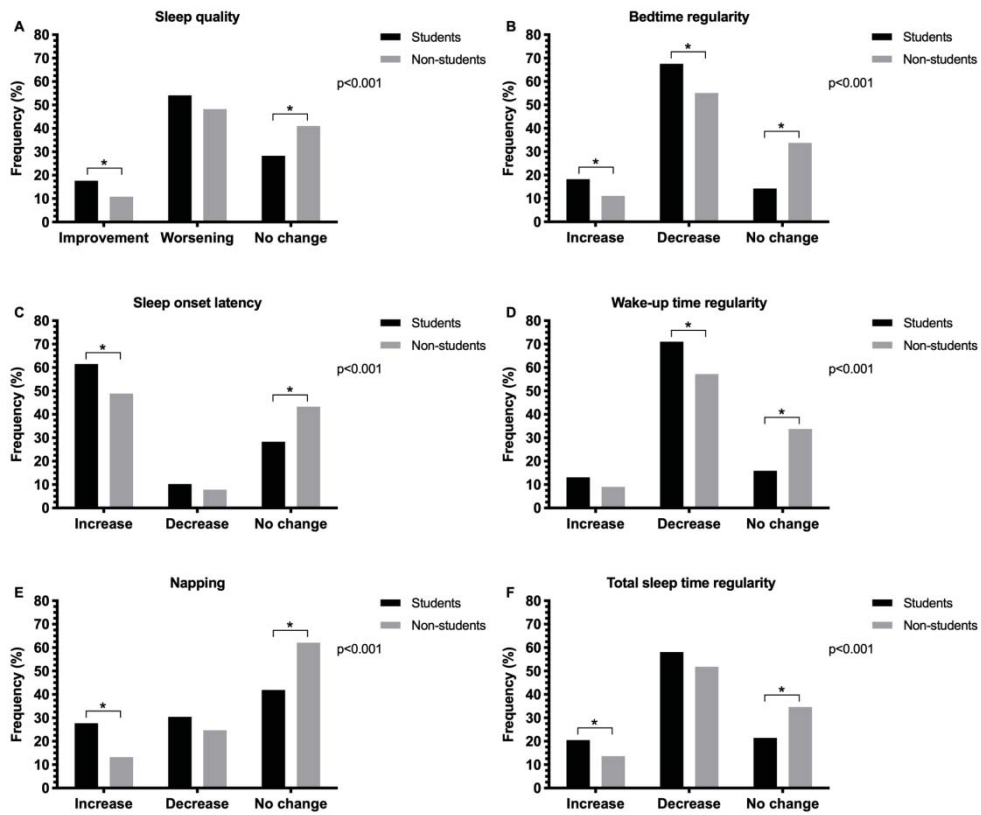 A
Sleep quality
Students
Non-students
p<0.001
*
*
Frequency (%)
80
70
60
50
40
30
20
10
0
Improvement Worsening No change
B
Bedtime regularity
Students
Non-students
p<0.001
*
*
*
Frequency (%)
80
70
60
50
40
30
20
10
0
Increase Decrease No change
C
Sleep onset latency
Students
Non-students
p<0.001
*
*
Frequency (%)
80
70
60
50
40
30
20
10
0
Increase Decrease No change
D
Wake-up time regularity
Students
Non-students
p<0.001
*
*
Frequency (%)
80
70
60
50
40
30
20
10
0
Increase Decrease No change
E
Napping
Students
Non-students
p<0.001
*
*
Frequency (%)
80
70
60
50
40
30
20
10
0
Increase Decrease No change
F
Total sleep time regularity
Students
Non-students
p<0.001
*
*
Frequency (%)
80
70
60
50
40
30
20
10
0
Increase Decrease No change